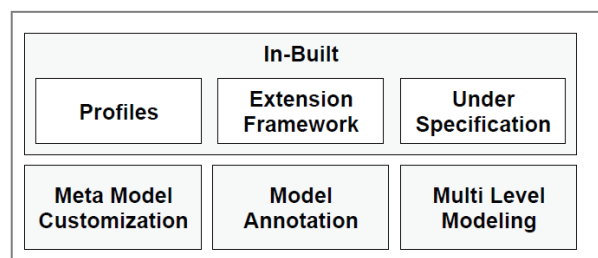 In-Built
Profiles
Extension
Framework
Under
Specification
Meta Model
Customization
Model
Annotation
Multi Level
Modeling